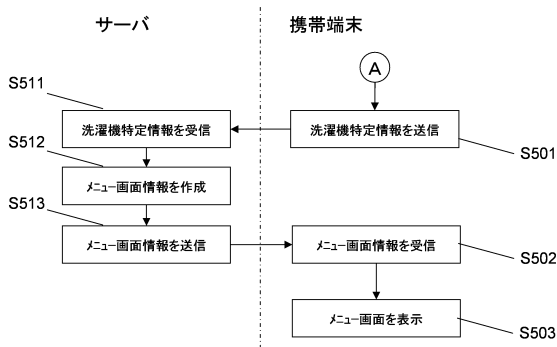 サーバ
携帯端末
A
S511
洗濯機特定情報を受信
洗濯機特定情報を送信
S501
S512
メニュー画面情報を作成
S513
メニュー画面情報を送信
メニュー画面情報を受信
S502
メニュー画面を表示
S503